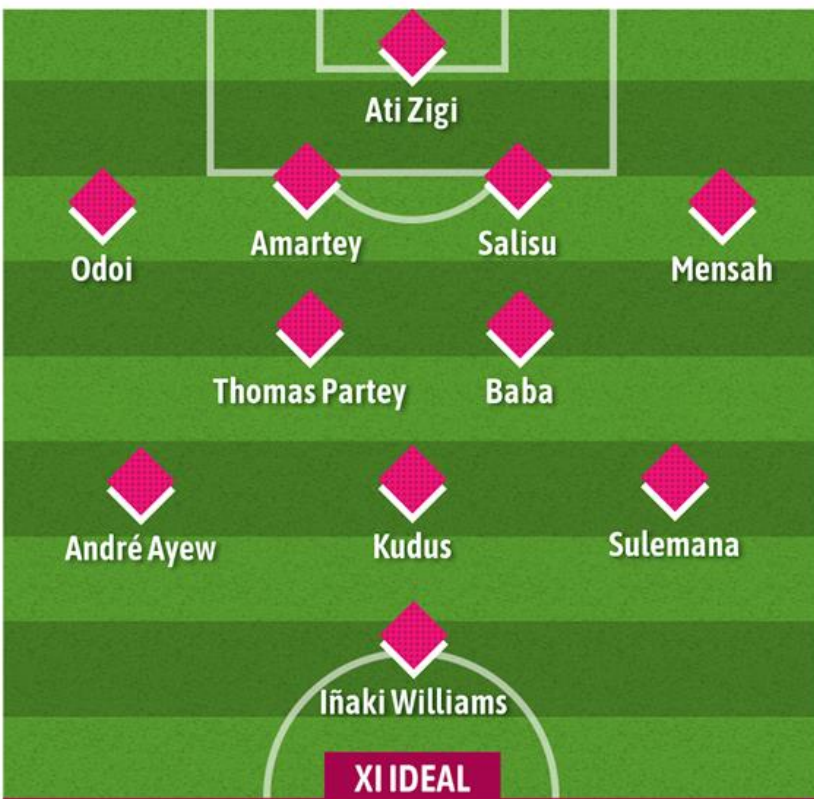 Ati Zigi
Amartey Salisu
Odoi Mensah
Thomas Partey Baba
André Ayew Kudus Sulemana
Iñaki Williams
XI IDEAL